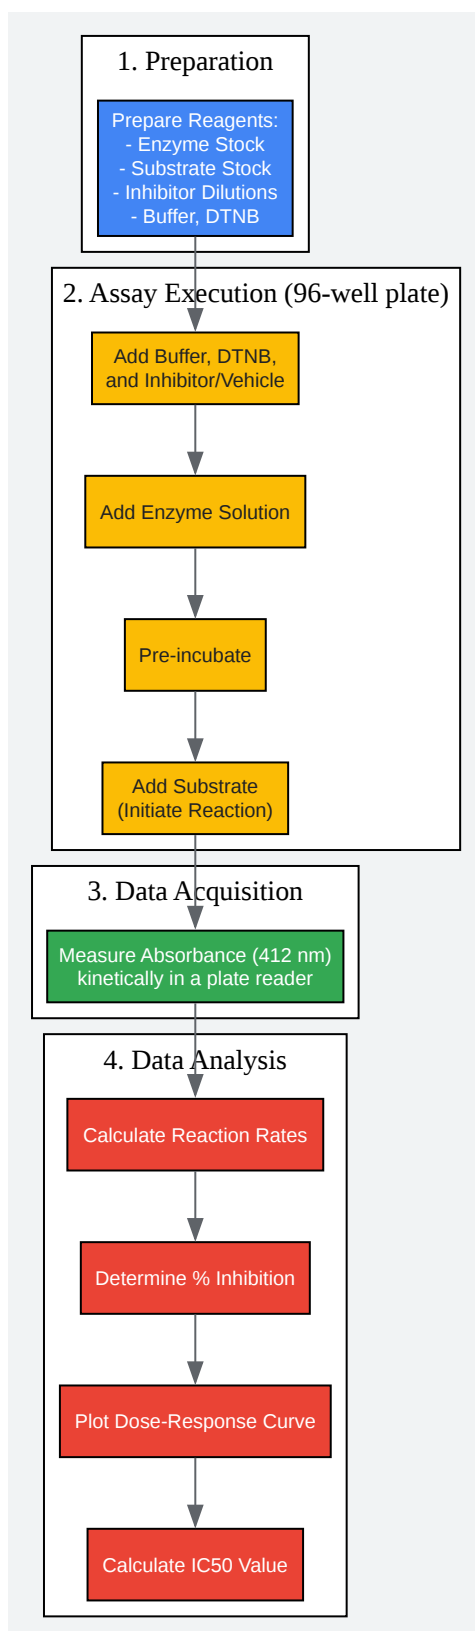 1. Preparation
Prepare Reagents:
- Enzyme Stock
- Substrate Stock
- Inhibitor Dilutions
- Buffer, DTNB
2. Assay Execution (96-well plate)
Add Buffer, DTNB,
and Inhibitor/Vehicle
Add Enzyme Solution
Pre-incubate
Add Substrate
(Initiate Reaction)
3. Data Acquisition
Measure Absorbance (412 nm)
kinetically in a plate reader
4. Data Analysis
Calculate Reaction Rates
Determine % Inhibition
Plot Dose-Response Curve
Calculate IC50 Value